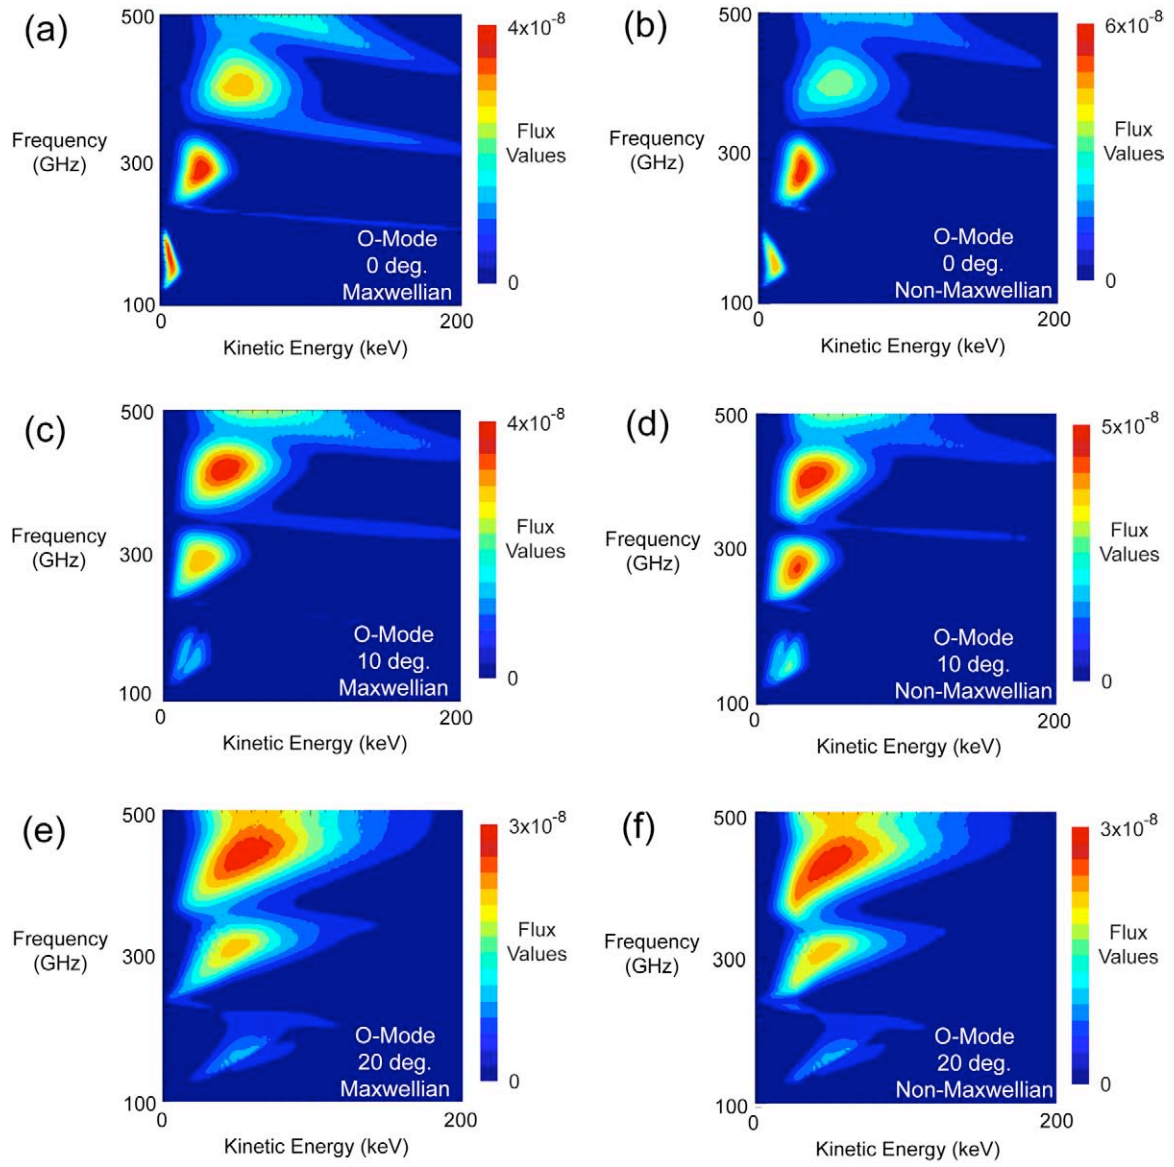 (a)
500
Frequency
(GHz)
300
100
0
200
Kinetic Energy (keV)
O-Mode
0 deg.
Maxwellian
4x10-8
Flux
Values
0
(b)
500
Frequency
(GHz)
300
100
0
200
Kinetic Energy (keV)
O-Mode
0 deg.
Non-Maxwellian
6x10-8
Flux
Values
0
(c)
500
Frequency
(GHz)
300
100
0
200
Kinetic Energy (keV)
O-Mode
10 deg.
Maxwellian
4x10-8
Flux
Values
0
(d)
500
Frequency
(GHz)
300
100
0
200
Kinetic Energy (keV)
O-Mode
10 deg.
Non-Maxwellian
5x10-8
Flux
Values
0
(e)
500
Frequency
(GHz)
300
100
0
200
Kinetic Energy (keV)
O-Mode
20 deg.
Maxwellian
3x10-8
Flux
Values
0
(f)
500
Frequency
(GHz)
300
100
0
200
Kinetic Energy (keV)
O-Mode
20 deg.
Non-Maxwellian
3x10-8
Flux
Values
0